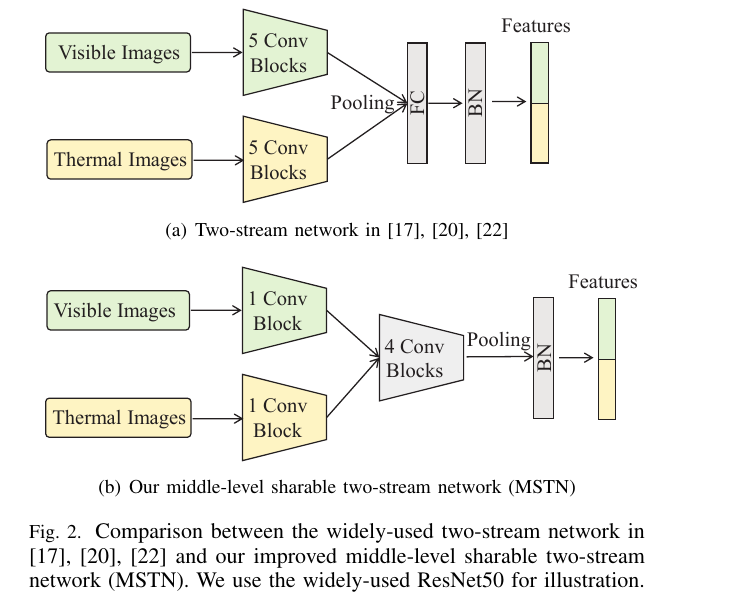 Features
Visible Images
5 Conv
Blocks
Pooling
FC
BN
Thermal Images
5 Conv
Blocks
(a) Two-stream network in [17], [20], [22]
Features
Visible Images
1 Conv
Block
4 Conv
Blocks
Pooling
BN
Thermal Images
1 Conv
Block
(b) Our middle-level sharable two-stream network (MSTN)
Fig. 2. Comparison between the widely-used two-stream network in
[17], [20], [22] and our improved middle-level sharable two-stream
network (MSTN). We use the widely-used ResNet50 for illustration.